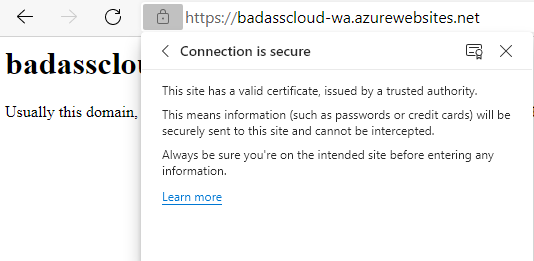 https://badasscloud-wa.azurewebsites.net
Connection is secure
badassclou
Usually this domain,
This site has a valid certificate, issued by a trusted authority.
This means information (such as passwords or credit cards) will be
securely sent to this site and cannot be intercepted.
Always be sure you're on the intended site before entering any
information.
Learn more